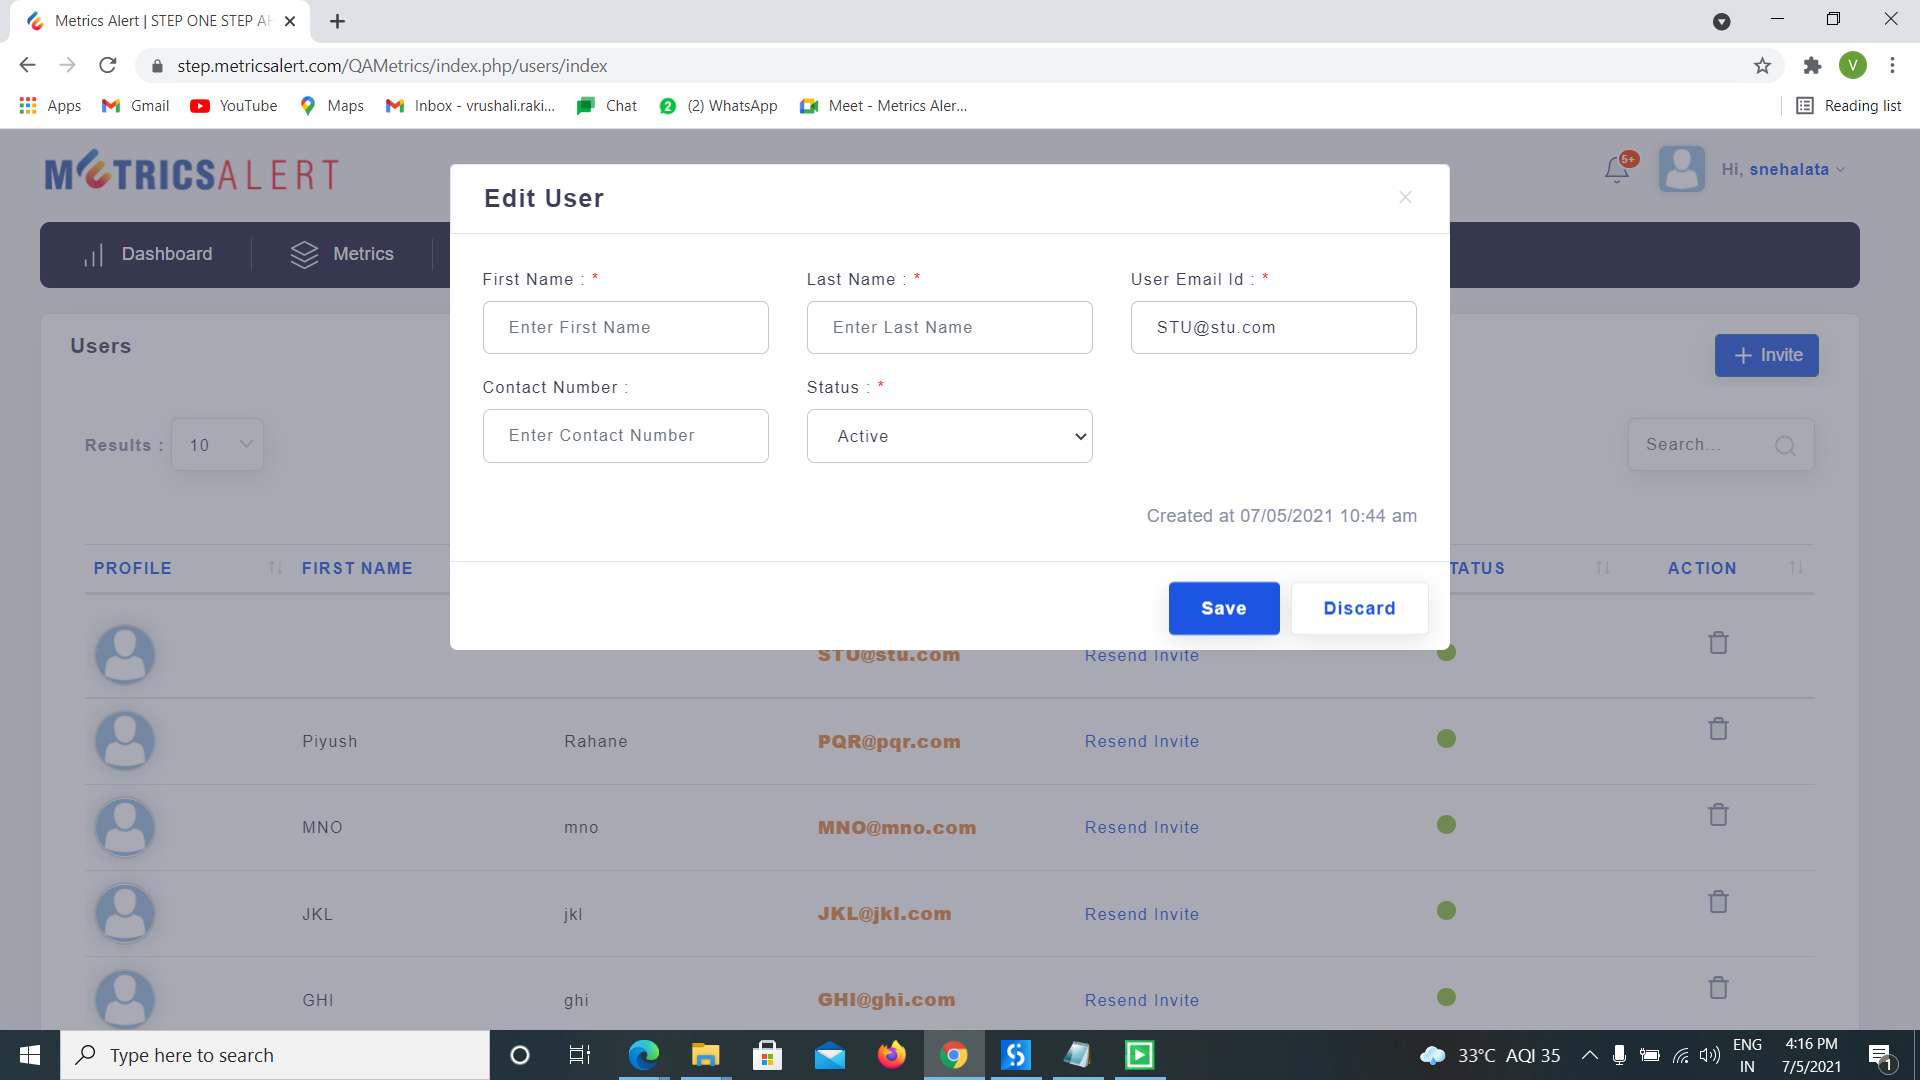 Metrics Alert | STEP ONE STEP AH
step.metricsalert.com/QAMetrics/index.php/users/index
V
Apps
Gmail
YouTube
Maps
Inbox - vrushali.raki...
Chat
2
(2) WhatsApp
Meet - Metrics Aler...
Reading list
METRICSALERT
5+
Hi, snehalata
Dashboard
Metrics
Users
Invite
Results :
10
Search...
Edit User
First Name : *
Last Name : *
User Email Id : *
Enter First Name
Enter Last Name
STU@stu.com
Contact Number :
Status : *
Enter Contact Number
Active
Created at 07/05/2021 10:44 am
Save
Discard
PROFILE
FIRST NAME
TATUS
ACTION
STU@stu.com
Resend Invite
Piyush
Rahane
PQR@pqr.com
Resend Invite
MNO
mno
MNO@mno.com
Resend Invite
JKL
jkl
JKL@jkl.com
Resend Invite
GHI
ghi
GHI@ghi.com
Resend Invite
Type here to search
33°C AQI 35
ENG
IN
4:16 PM
7/5/2021
1